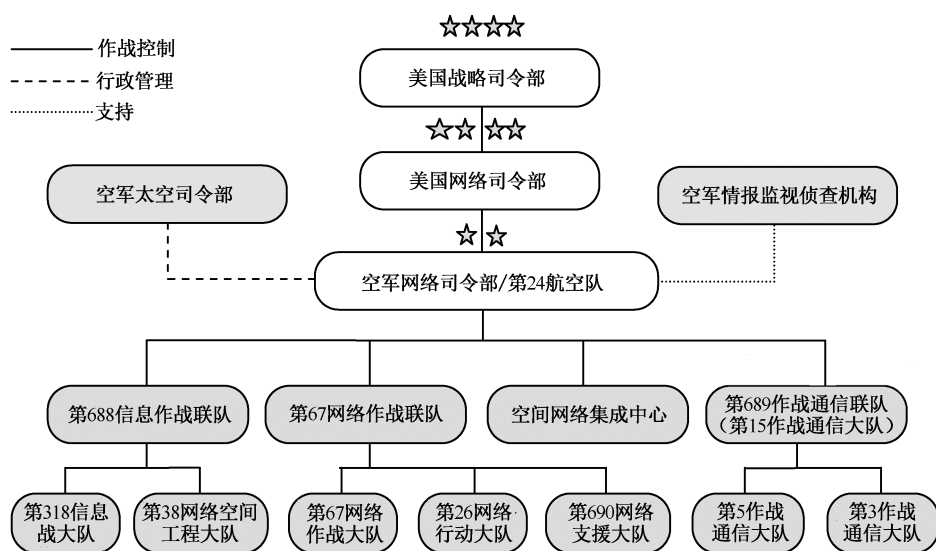 作战控制
行政管理
支持
美国战略司令部
美国网络司令部
空军太空司令部
空军情报监视侦查机构
空军网络司令部/第24航空队
第688信息作战联队
第67网络作战联队
空间网络集成中心
第689作战通信联队
（第15作战通信大队）
第318信息
战大队
第38网络空间
工程大队
第67网络
作战大队
第26网络
行动大队
第690网络
支援大队
第5作战
通信大队
第3作战
通信大队